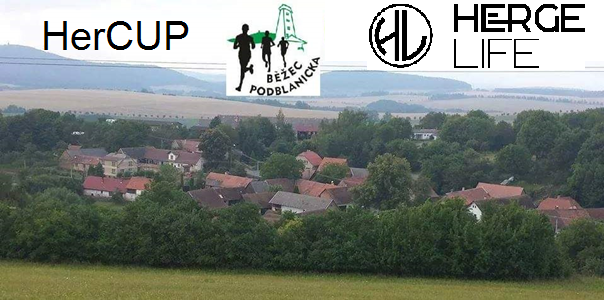 HerCUP
BĚŽEC
PODBLANICKA
HL
HERGE
LIFE